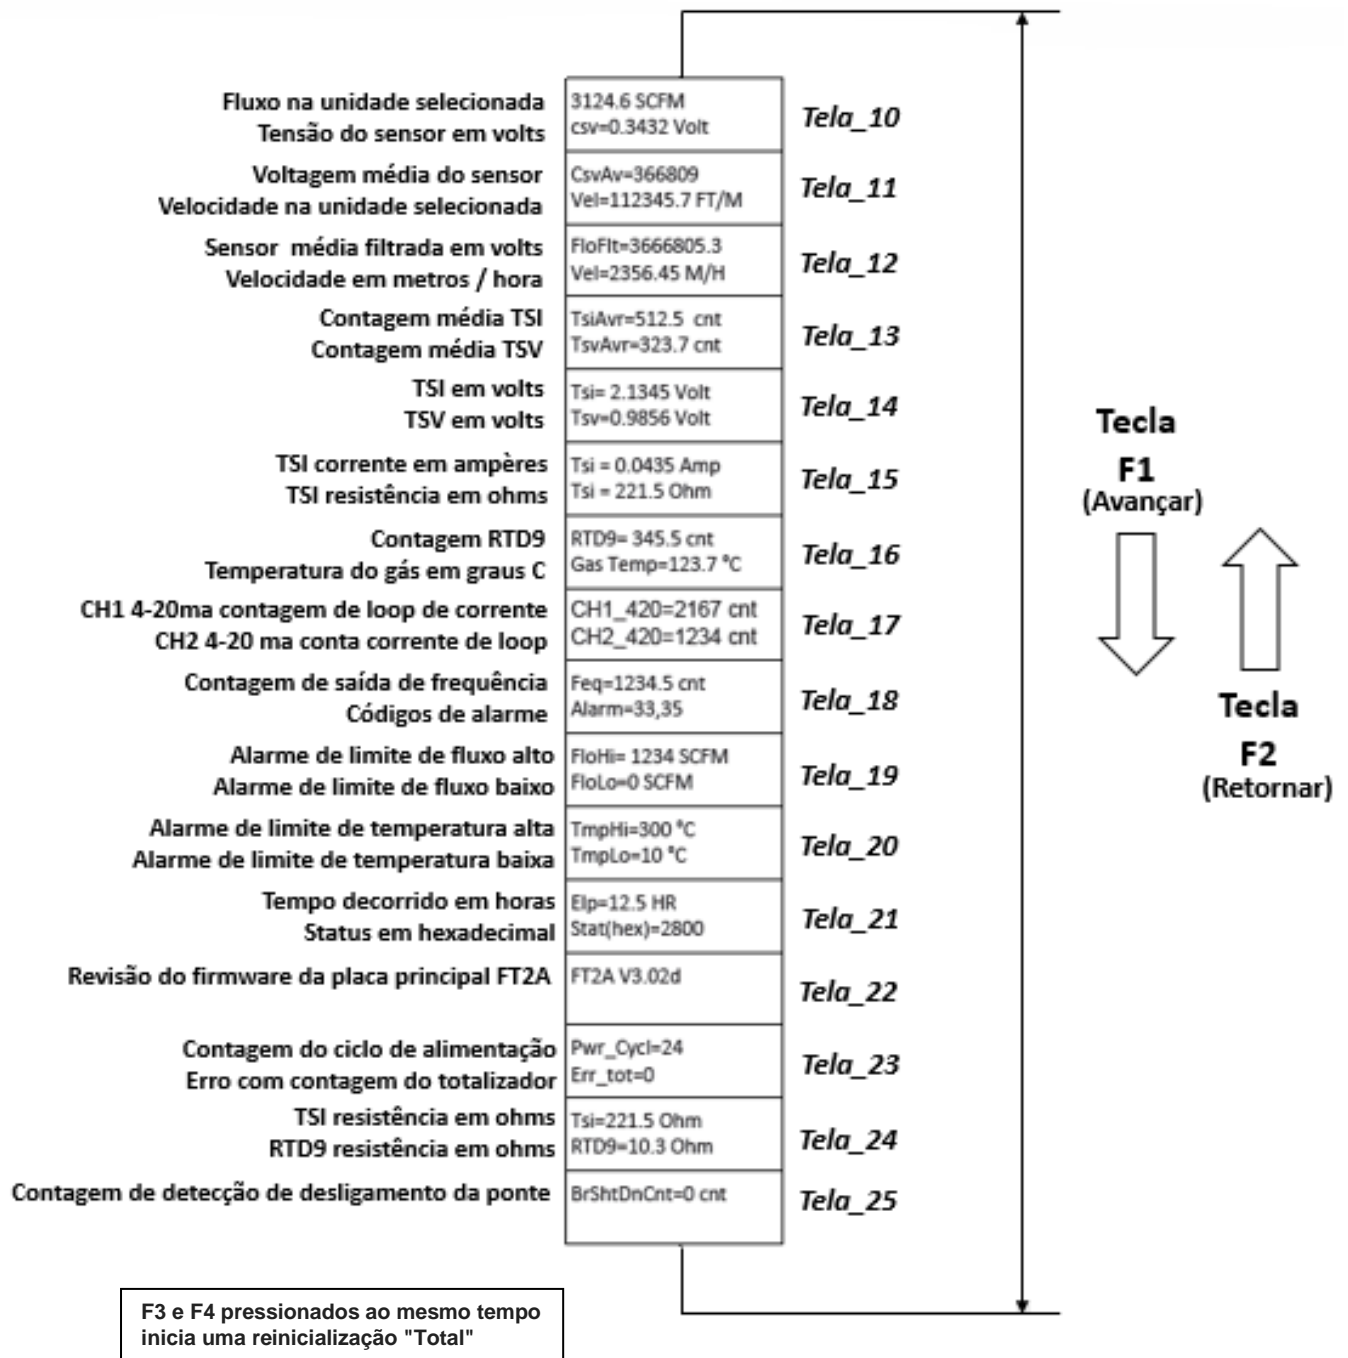 Fluxo na unidade selecionada
Tensão do sensor em volts
3124.6 SCFM
csv=0.3432 Volt
Tela_10
Voltagem média do sensor
Velocidade na unidade selecionada
CsvAv=366809
Vel=112345.7 FT/M
Tela_11
Sensor média filtrada em volts
Velocidade em metros / hora
FloFlt=3666805.3
Vel=2356.45 M/H
Tela_12
Contagem média TSI
Contagem média TSV
TsiAvr=512.5 cnt
TsvAvr=323.7 cnt
Tela_13
TSI em volts
TSV em volts
Tsi= 2.1345 Volt
Tsv=0.9856 Volt
Tela_14
TSI corrente em ampères
TSI resistência em ohms
Tsi = 0.0435 Amp
Tsi = 221.5 Ohm
Tela_15
Contagem RTD9
Temperatura do gás em graus C
RTD9= 345.5 cnt
Gas Temp=123.7 °C
Tela_16
CH1 4-20ma contagem de loop de corrente
CH2 4-20 ma conta corrente de loop
CH1_420=2167 cnt
CH2_420=1234 cnt
Tela_17
Contagem de saída de frequência
Códigos de alarme
Feq=1234.5 cnt
Alarm=33,35
Tela_18
Alarme de limite de fluxo alto
Alarme de limite de fluxo baixo
FloHi= 1234 SCFM
FloLo=0 SCFM
Tela_19
Alarme de limite de temperatura alta
Alarme de limite de temperatura baixa
TmpHi=300 °C
TmpLo=10 °C
Tela_20
Tempo decorrido em horas
Status em hexadecimal
Elp=12.5 HR
Stat(hex)=2800
Tela_21
Revisão do firmware da placa principal FT2A
FT2A V3.02d
Tela_22
Contagem do ciclo de alimentação
Erro com contagem do totalizador
Pwr_Cycl=24
Err_tot=0
Tela_23
TSI resistência em ohms
RTD9 resistência em ohms
Tsi=221.5 Ohm
RTD9=10.3 Ohm
Tela_24
Contagem de detecção de desligamento da ponte
BrShtDnCnt=0 cnt
Tela_25
Tecla
F1
(Avançar)
Tecla
F2
(Retornar)
F3 e F4 pressionados ao mesmo tempo
inicia uma reinicialização "Total"